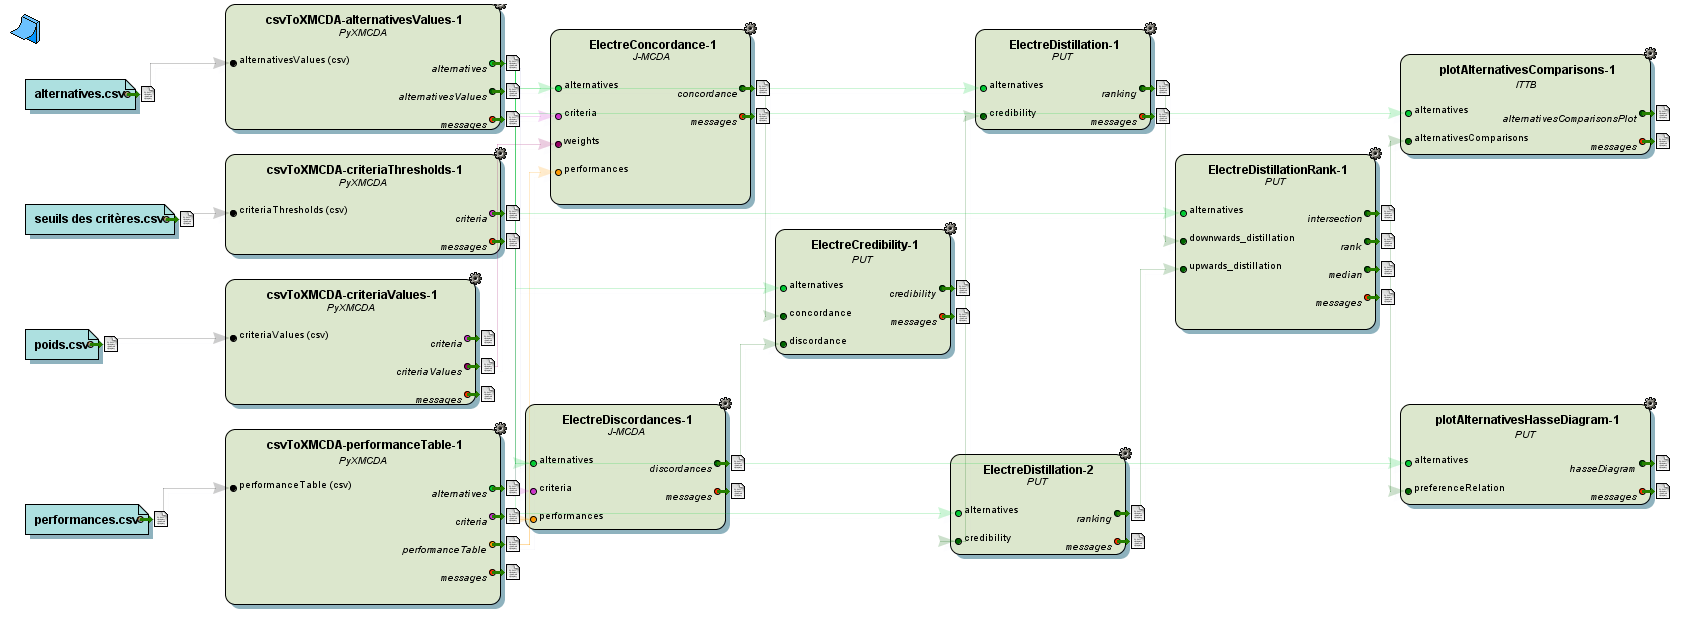 alternatives.csv
seuils des critères.csv
poids.csv
performances.csv
csvToXMCDA-alternativesValues-1
PyXMCDA
alternativesValues (csv)
alternatives
alternativesValues
messages
csvToXMCDA-criteriaThresholds-1
PyXMCDA
criteriaThresholds (csv)
criteria
messages
csvToXMCDA-criteriaValues-1
PyXMCDA
criteriaValues (csv)
criteria
criteriaValues
messages
csvToXMCDA-performanceTable-1
PyXMCDA
performanceTable (csv)
alternatives
criteria
performanceTable
messages
ElectreConcordance-1
J-MCDA
alternatives
concordance
criteria
messages
weights
performances
ElectreDiscordances-1
J-MCDA
alternatives
discordances
criteria
messages
performances
ElectreCredibility-1
PUT
alternatives
credibility
concordance
messages
discordance
ElectreDistillation-1
PUT
alternatives
ranking
credibility
messages
ElectreDistillation-2
PUT
alternatives
ranking
credibility
messages
ElectreDistillationRank-1
PUT
alternatives
intersection
downwards_distillation
rank
upwards_distillation
median
messages
plotAlternativesComparisons-1
ITTB
alternatives
alternativesComparisonsPlot
alternativesComparisons
messages
plotAlternativesHasseDiagram-1
PUT
alternatives
hasseDiagram
preferenceRelation
messages